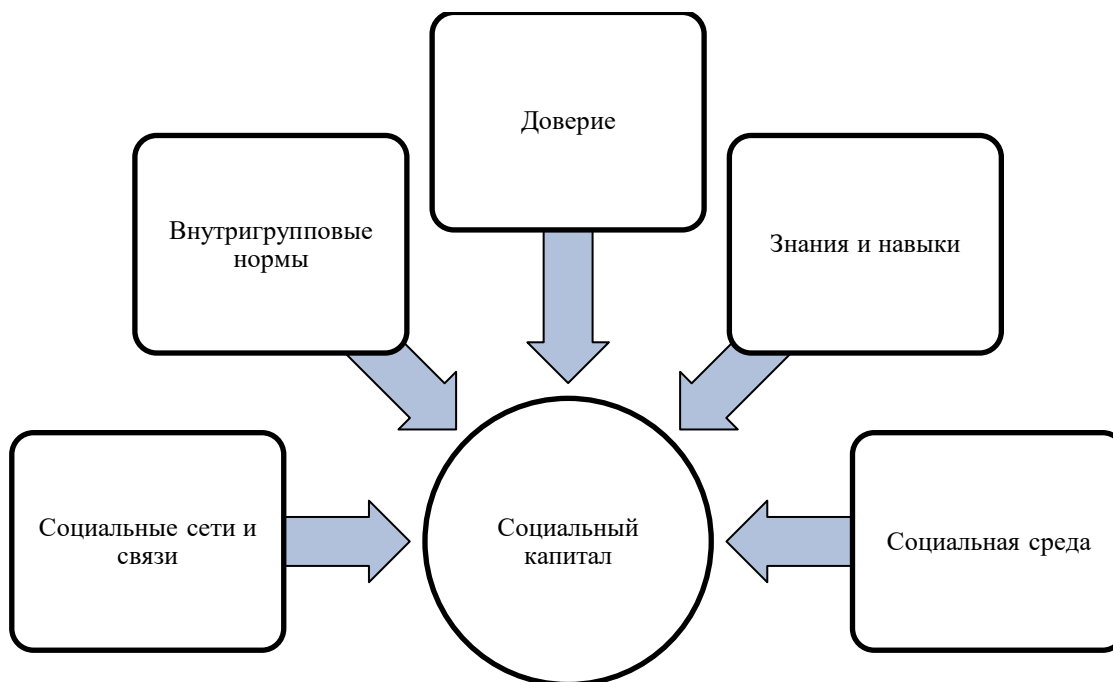 Доверие
Внутригрупповые
нормы
Знания и навыки
Социальные сети и
связи
Социальный
капитал
Социальная среда